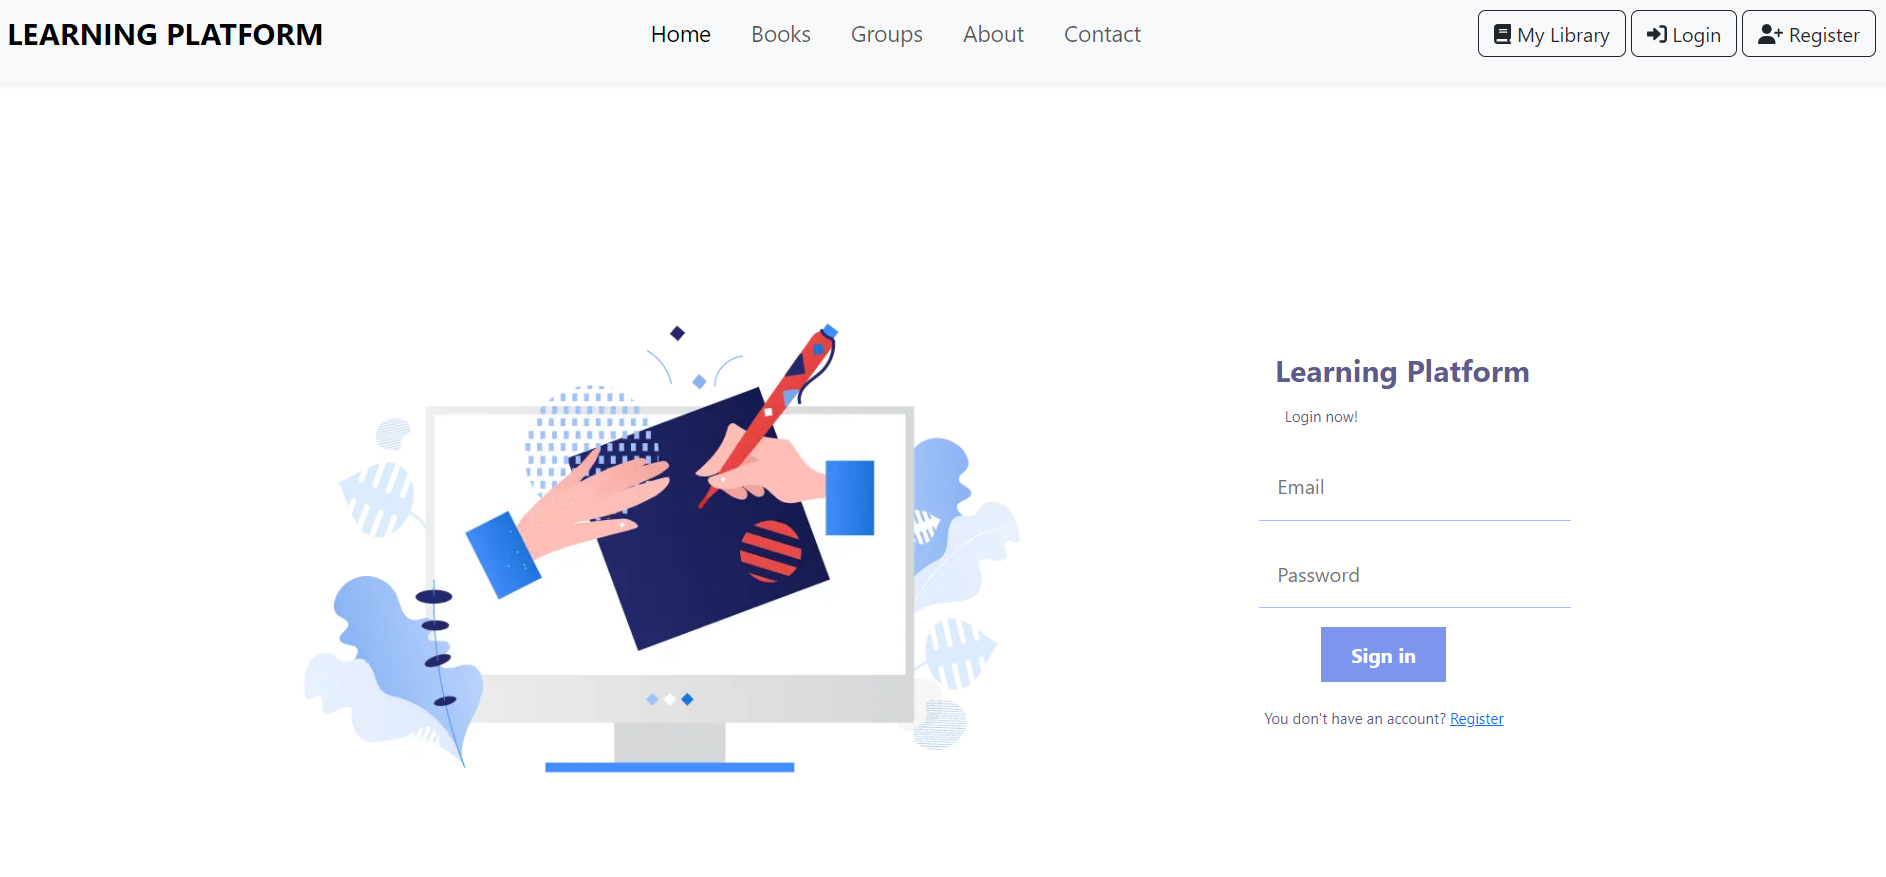 LEARNING PLATFORM
Home Books Groups About Contact
My Library Login Register
Learning Platform
Login now!
Email
Password
Sign in
You don't have an account? Register